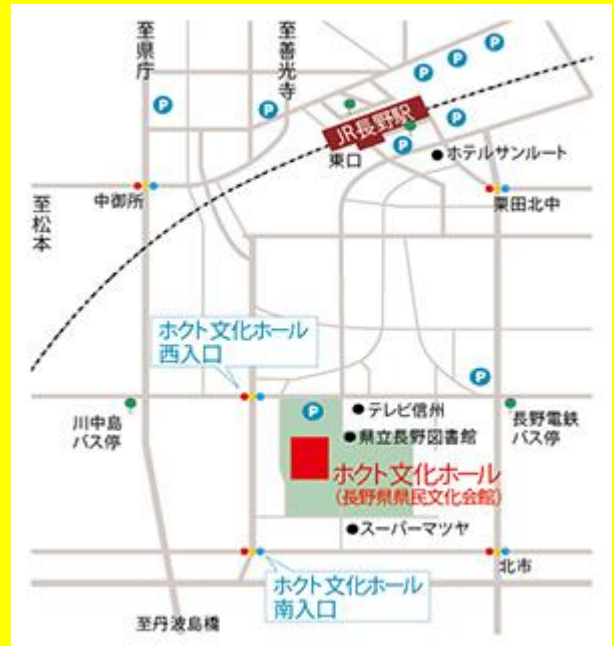 至県庁
至善光寺
P
P
P
P
P
JR長野駅
P
P
東口
ホテルサンルート
中御所
栗田北中
至松本
ホクト文化ホール
西入口
P
P
テレビ信州
川中島
バス停
長野電鉄
バス停
県立長野図書館
ホクト文化ホール
(長野県県民文化会館)
スーパーマツヤ
北市
ホクト文化ホール
南入口
至丹波島橋